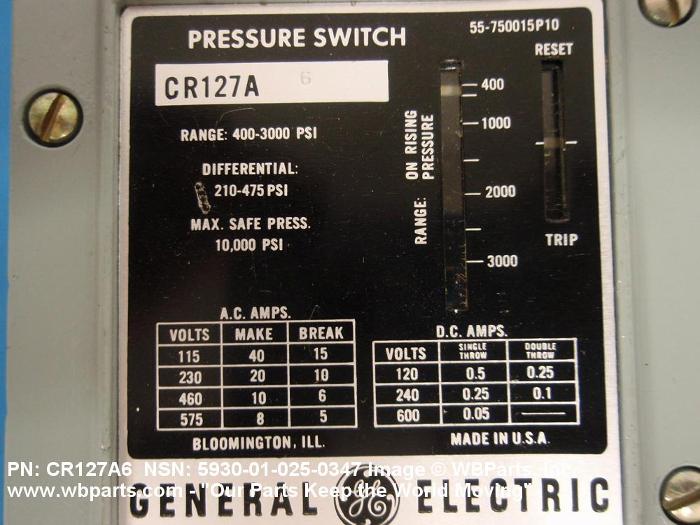 55-750015P10
PRESSURE SWITCH
CR127A 6
RANGE: 400-3000 PSI
DIFFERENTIAL:
210-475 PSI
MAX. SAFE PRESS.
10,000 PSI
RANGE: ON RISING PRESSURE
400
1000
2000
3000
RESET
TRIP
A.C. AMPS.
VOLTS MAKE BREAK
115 40 15
230 20 10
460 10 6
575 8 5
D.C. AMPS.
VOLTS SINGLE THROW DOUBLE THROW
120 0.5 0.25
240 0.25 0.1
600 0.05 —
BLOOMINGTON, ILL.
MADE IN U.S.A.
PN: CR127A6 NSN: 5930-01-025-0347 Image © WBParts, Inc.
www.wbparts.com - "Our Parts Keep the World Moving"
GENERAL GE ELECTRIC